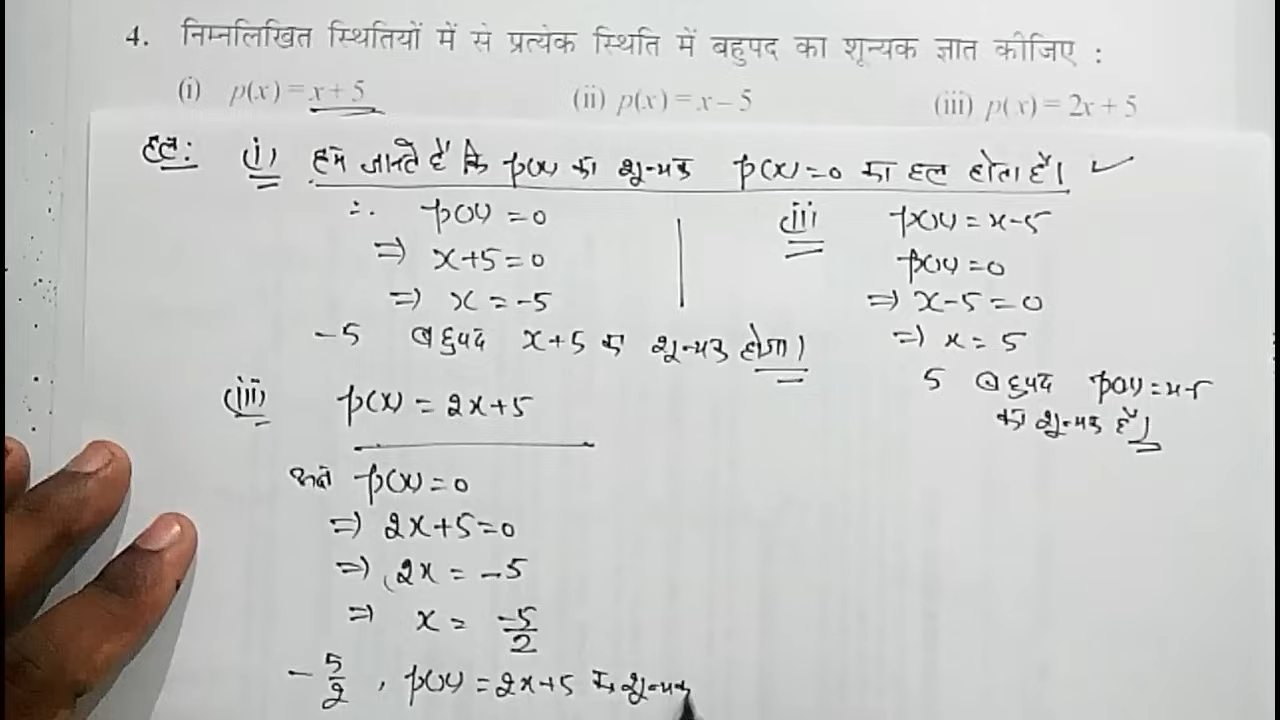 4. निम्नलिखित स्थितियों में से प्रत्येक स्थिति में बहुपद का शून्यक ज्ञात कीजिए :
(i) p(x) = x + 5 (ii) p(x) = x – 5 (iii) p(x) = 2x + 5
हल: (i) हम जानते हैं कि p(x) का शून्यक p(x) = 0 का हल होता है। ✓
∴ p(x) = 0
⇒ x+5=0
⇒ x = -5
-5 बहुपद x+5 का शून्यक होगा।
(ii) p(x) = x-5
p(x) = 0
⇒ x-5 = 0
⇒ x = 5
5 बहुपद p(x) = x-5
का शून्यक है।
(iii) p(x) = 2x+5
p(x) = 0
⇒ 2x+5=0
⇒ 2x = -5
⇒ x = -5/2
-5/2, p(x) = 2x+5 का शून्यक